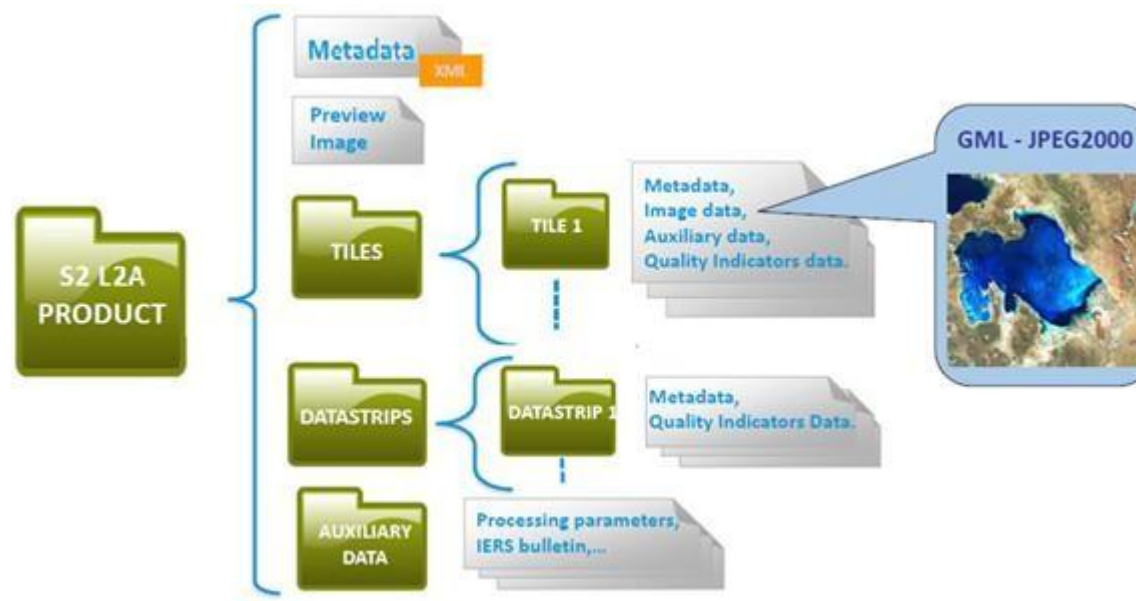 S2 L2A
PRODUCT
Metadata
XML
Preview
Image
TILES
TILE 1
Metadata,
Image data,
Auxiliary data,
Quality Indicators data.
GML - JPEG2000
DATASTRIPS
DATASTRIP 1
Metadata,
Quality Indicators Data.
AUXILIARY
DATA
Processing parameters,
IERS bulletin,...